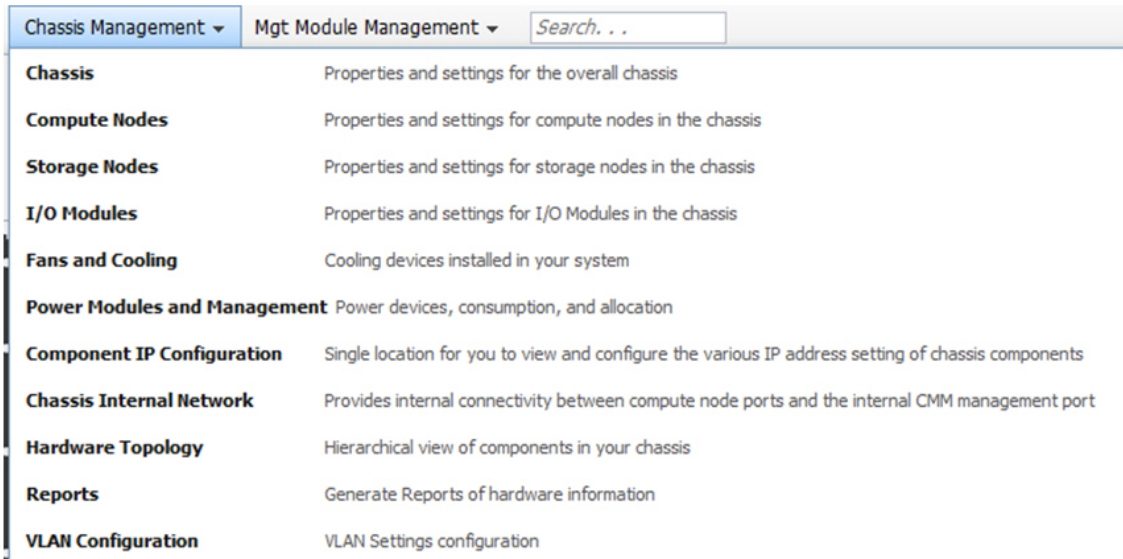 Chassis Management Mgt Module Management Search. . .
Chassis Properties and settings for the overall chassis
Compute Nodes Properties and settings for compute nodes in the chassis
Storage Nodes Properties and settings for storage nodes in the chassis
I/O Modules Properties and settings for I/O Modules in the chassis
Fans and Cooling Cooling devices installed in your system
Power Modules and Management Power devices, consumption, and allocation
Component IP Configuration Single location for you to view and configure the various IP address setting of chassis components
Chassis Internal Network Provides internal connectivity between compute node ports and the internal CMM management port
Hardware Topology Hierarchical view of components in your chassis
Reports Generate Reports of hardware information
VLAN Configuration VLAN Settings configuration